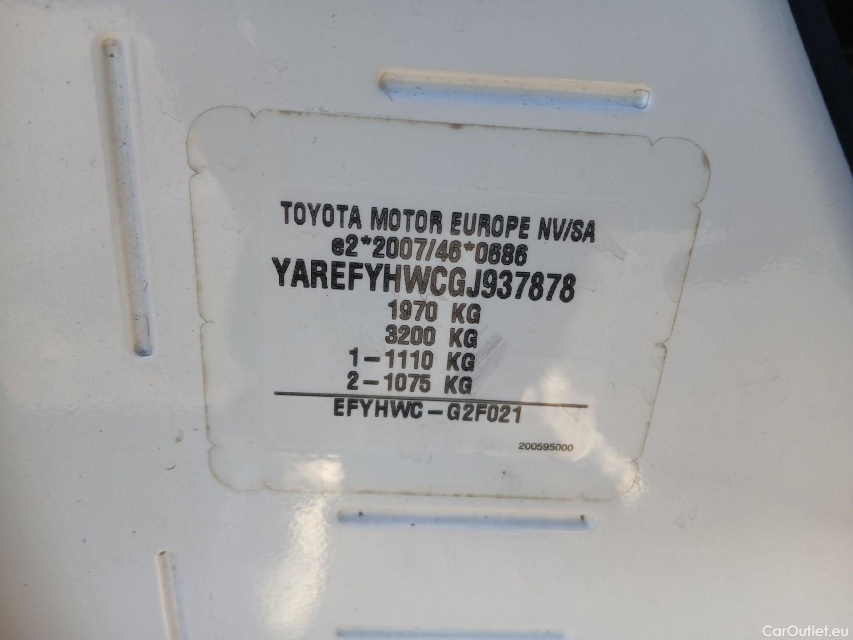 TOYOTA MOTOR EUROPE NV/SA
e2*2007/46*0686
YAREFYHWCGJ937878
1970 KG
3200 KG
1-1110 KG
2-1075 KG
EFYHWC-G2F021
200595000
CarOutlet.eu